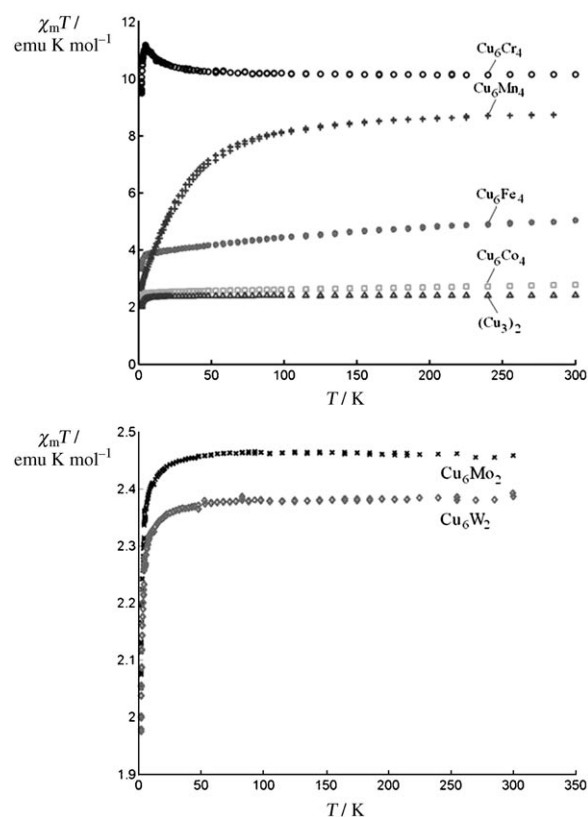 χₘT /
emu K mol⁻¹
12
10
8
6
4
2
0
Cu₆Cr₄
Cu₆Mn₄
Cu₆Fe₄
Cu₆Co₄
(Cu₃)₂
0 50 100 150 200 250 300
T / K
χₘT /
emu K mol⁻¹
2.5
2.4
2.3
2.2
2.1
2
1.9
Cu₆Mo₂
Cu₆W₂
0 50 100 150 200 250 300 350
T / K